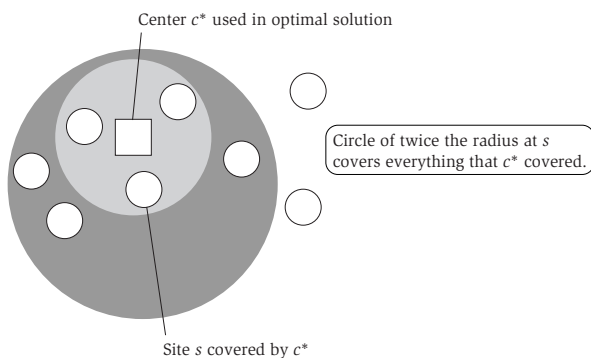 Center c* used in optimal solution
Circle of twice the radius at s
covers everything that c* covered.
Site s covered by c*